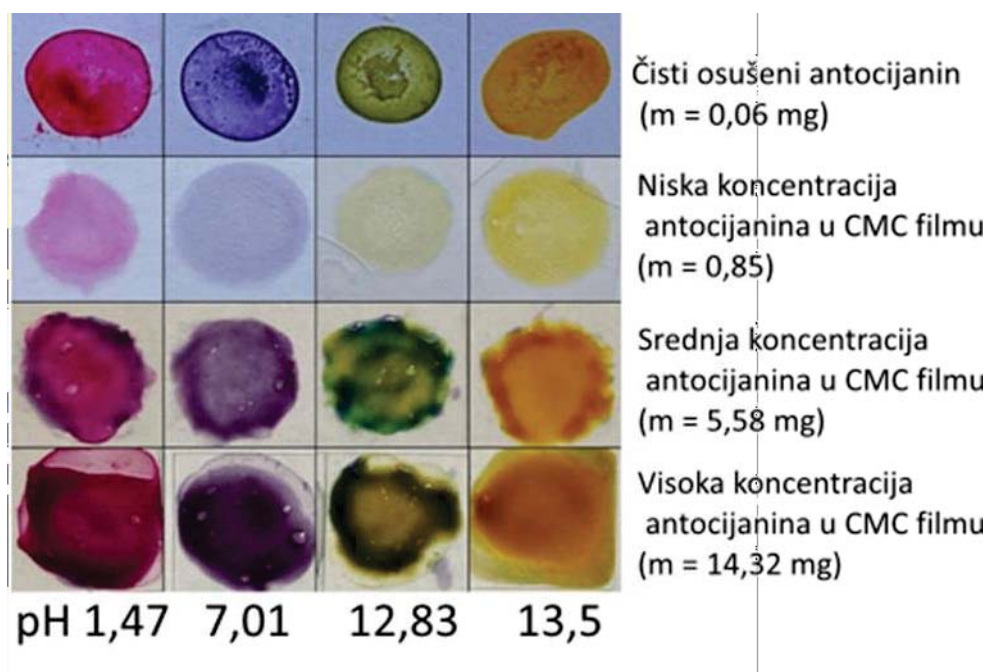 Čisti osušeni antocijanin
(m = 0,06 mg)
Niska koncentracija
antocijanina u CMC filmu
(m = 0,85)
Srednja koncentracija
antocijanina u CMC filmu
(m = 5,58 mg)
Visoka koncentracija
antocijanina u CMC filmu
(m = 14,32 mg)
pH 1,47 7,01 12,83 13,5